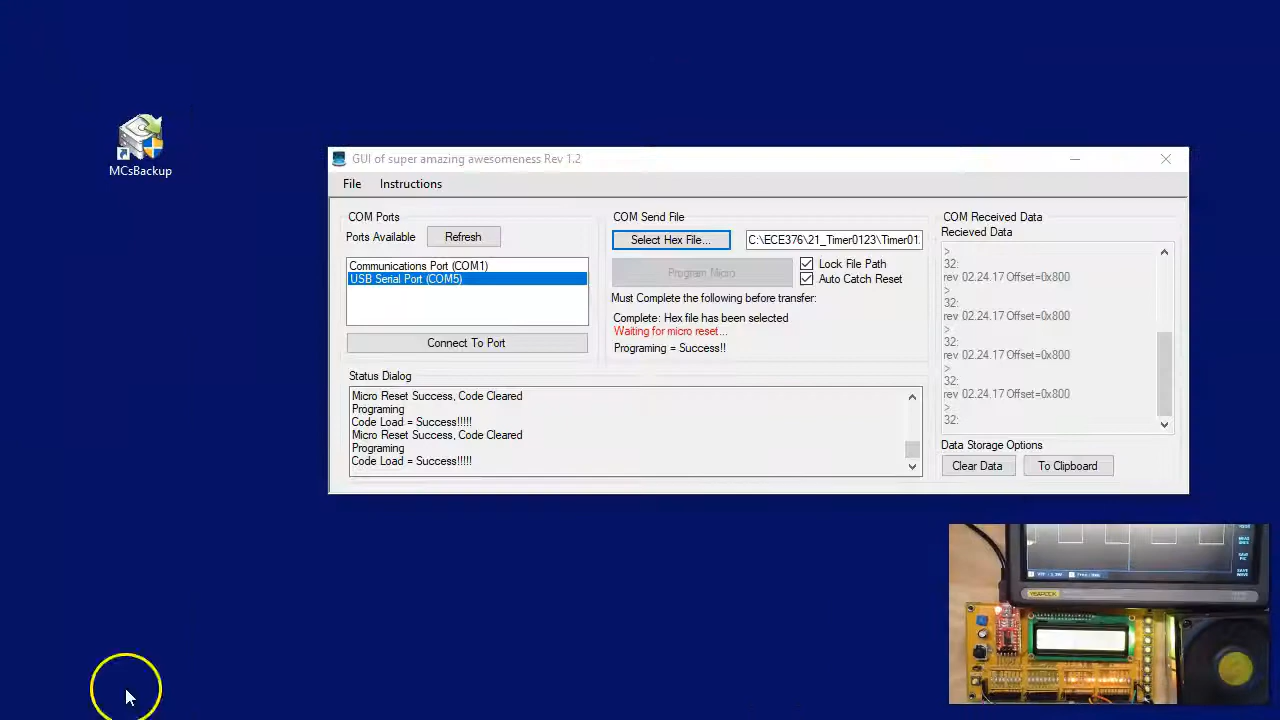 MCsBackup
GUI of super amazing awesomeness Rev 1.2
File Instructions
COM Ports
Ports Available Refresh
Communications Port (COM1)
USB Serial Port (COM5)
Connect To Port
COM Send File
Select Hex File... C:\ECE376\21_Timer0123\Timer01.
Program Micro
Lock File Path
Auto Catch Reset
Must Complete the following before transfer:
Complete: Hex file has been selected
Waiting for micro reset...
Programing = Success!!
Status Dialog
Micro Reset Success, Code Cleared
Programing
Code Load = Success!!!!!
Micro Reset Success, Code Cleared
Programing
Code Load = Success!!!!!
COM Received Data
Recieved Data
>
32:
rev 02.24.17 Offset=0x800
>
32:
rev 02.24.17 Offset=0x800
>
32:
rev 02.24.17 Offset=0x800
>
32:
rev 02.24.17 Offset=0x800
>
32:
Data Storage Options
Clear Data To Clipboard